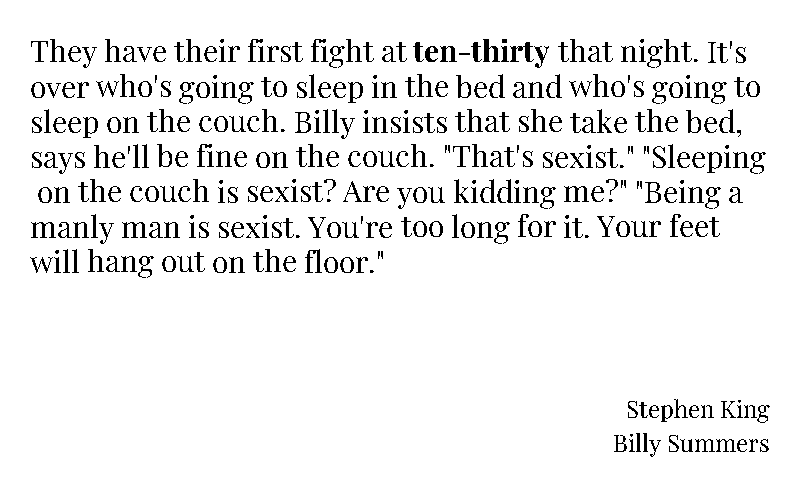 They have their first fight at ten-thirty that night. It's
over who's going to sleep in the bed and who's going to
sleep on the couch. Billy insists that she take the bed,
says he'll be fine on the couch. "That's sexist." "Sleeping
on the couch is sexist? Are you kidding me?" "Being a
manly man is sexist. You're too long for it. Your feet
will hang out on the floor."
Stephen King
Billy Summers